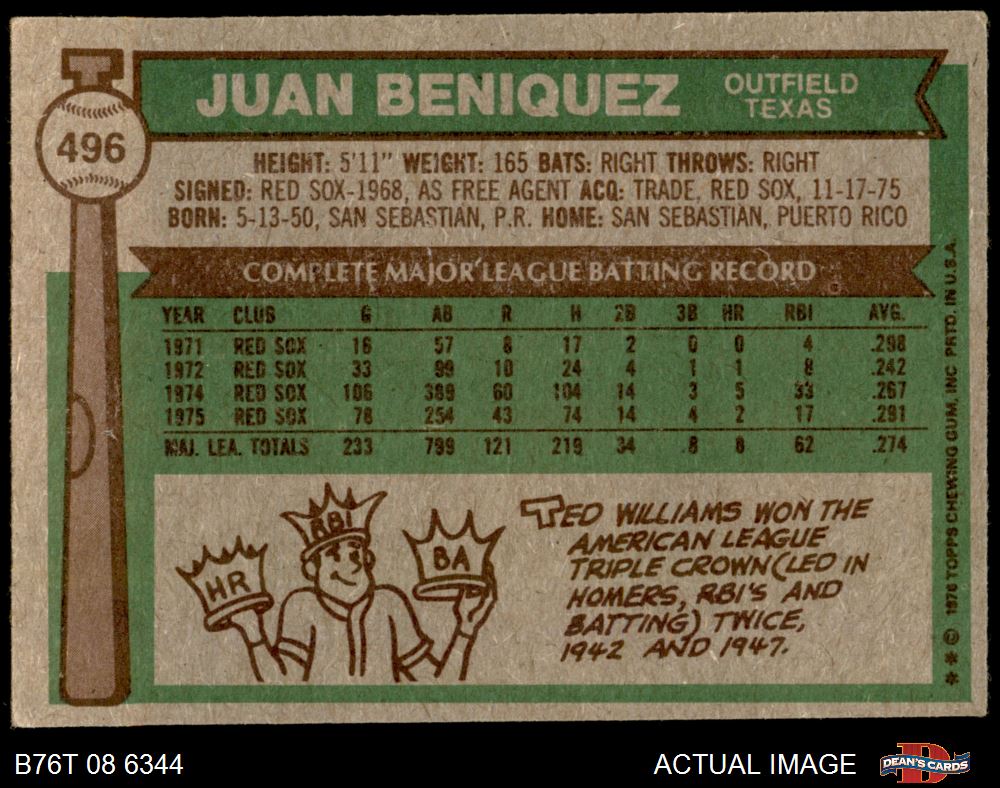 JUAN BENIQUEZ
OUTFIELD
TEXAS
496
HEIGHT: 5'11" WEIGHT: 165 BATS: RIGHT THROWS: RIGHT
SIGNED: RED SOX-1968, AS FREE AGENT ACQ: TRADE, RED SOX, 11-17-75
BORN: 5-13-50, SAN SEBASTIAN, P.R. HOME: SAN SEBASTIAN, PUERTO RICO
COMPLETE MAJOR LEAGUE BATTING RECORD
YEAR CLUB G AB R H 2B 3B HR RBI AVG.
1971 RED SOX 16 57 8 17 2 0 0 4 .298
1972 RED SOX 33 99 10 24 4 1 1 8 .242
1974 RED SOX 106 389 60 104 14 3 5 33 .267
1975 RED SOX 78 254 43 74 14 4 2 17 .291
MAJ. LEA. TOTALS 233 799 121 219 34 8 8 62 .274
HR
RBI
BA
TED WILLIAMS WON THE
AMERICAN LEAGUE
TRIPLE CROWN (LED IN
HOMERS, RBI'S AND
BATTING) TWICE,
1942 AND 1947.
* * © 1976 TOPPS CHEWING GUM, INC PRTD. IN U.S.A.
B76T 08 6344
ACTUAL IMAGE
DEAN'S CARDS